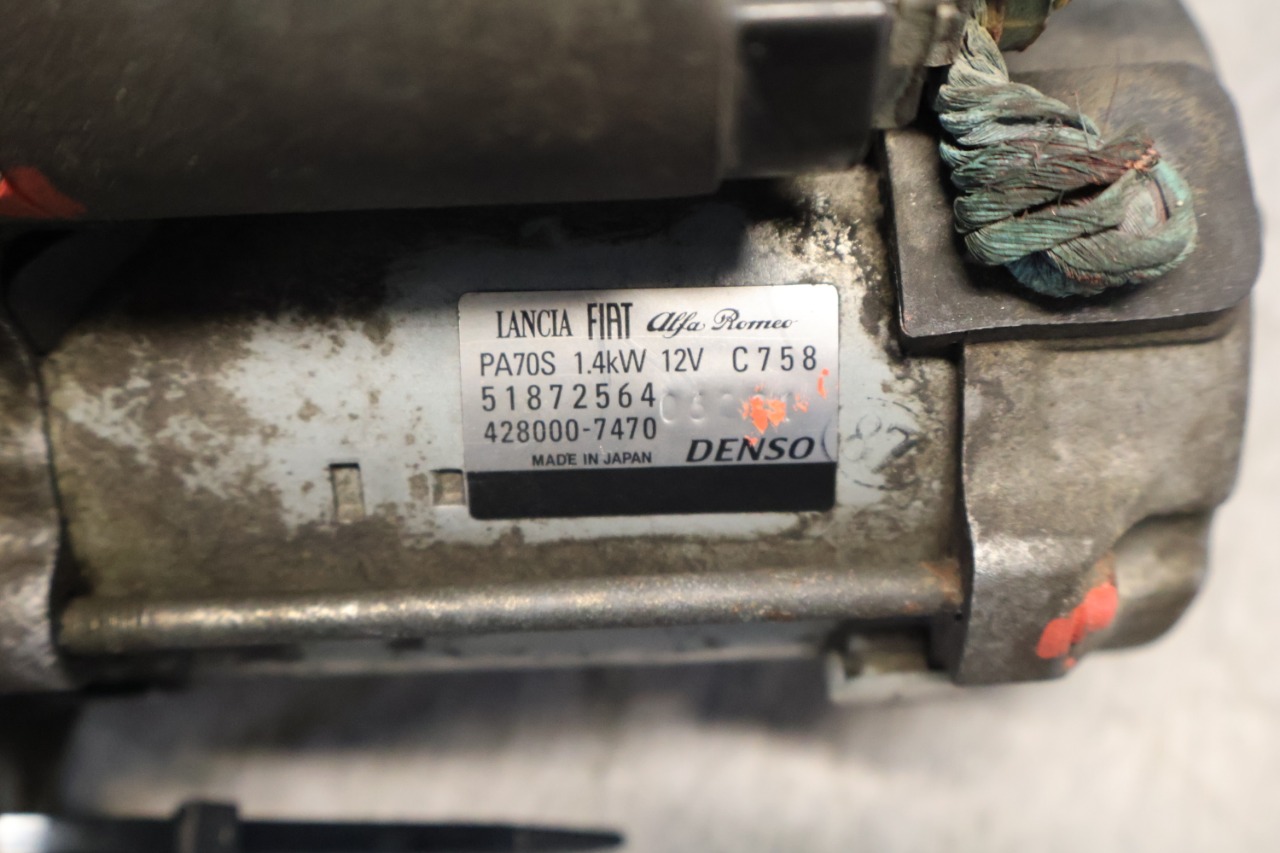 LANCIA FIAT Alfa Romeo
PA70S 1.4kW 12V C758
51872564
428000-7470
MADE IN JAPAN DENSO